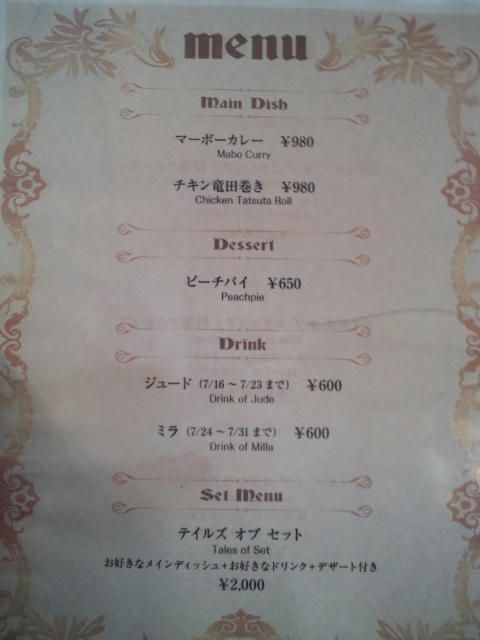 menu
Main Dish
マーボーカレー ¥980
Mabo Curry
チキン竜田巻き ¥980
Chicken Tatsuta Roll
Dessert
ピーチパイ ¥650
Peachpie
Drink
ジュード (7/16～7/23まで) ¥600
Drink of Jude
ミラ (7/24～7/31まで) ¥600
Drink of Milla
Set Menu
テイルズ オブ セット
Tales of Set
お好きなメインディッシュ+お好きなドリンク+デザート付き
¥2,000